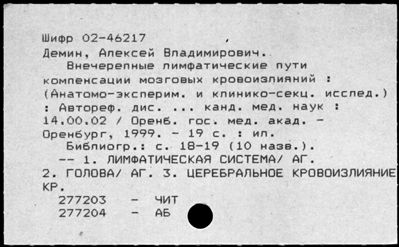 Шифр 02-46217
Демин, Алексей Владимирович.
Внечерепные лимфатические пути
компенсации мозговых кровоизлияний :
(Анатомо-эксперим. и клинико-секц. исслед.)
: Автореф. дис. ... канд. мед. наук :
14.00.02 / Оренб. гос. мед. акад. -
Оренбург, 1999. - 19 с. : ил.
Библиогр.: с. 18-19 (10 назв.).
-- 1. ЛИМФАТИЧЕСКАЯ СИСТЕМА/ АГ.
2. ГОЛОВА/ АГ. 3. ЦЕРЕБРАЛЬНОЕ КРОВОИЗЛИЯНИЕ
КР.
277203 - ЧИТ
277204 - АБ